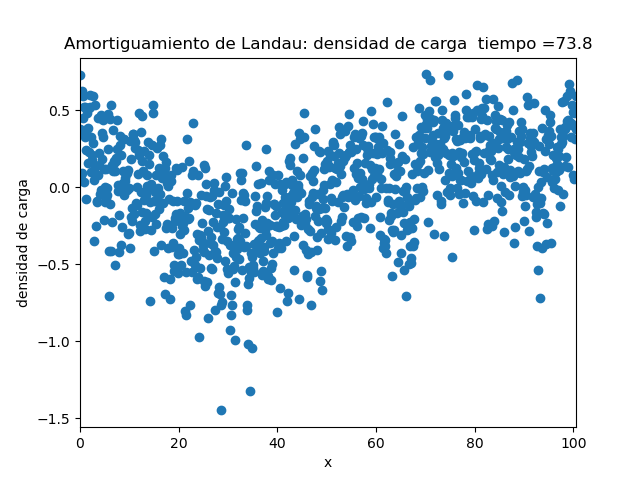 Amortiguamiento de Landau: densidad de carga  tiempo =73.8
0.5
0.0
−0.5
−1.0
−1.5
densidad de carga
0 20 40 60 80 100
x